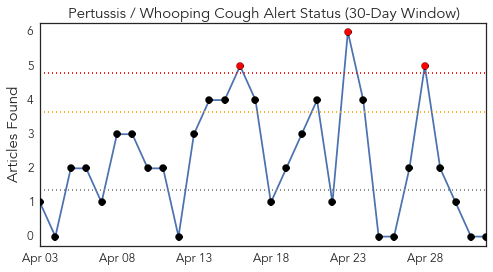 Pertussis / Whooping Cough Alert Status (30-Day Window)
Articles Found
6
5
4
3
2
1
0
Apr 03 Apr 08 Apr 13 Apr 18 Apr 23 Apr 28